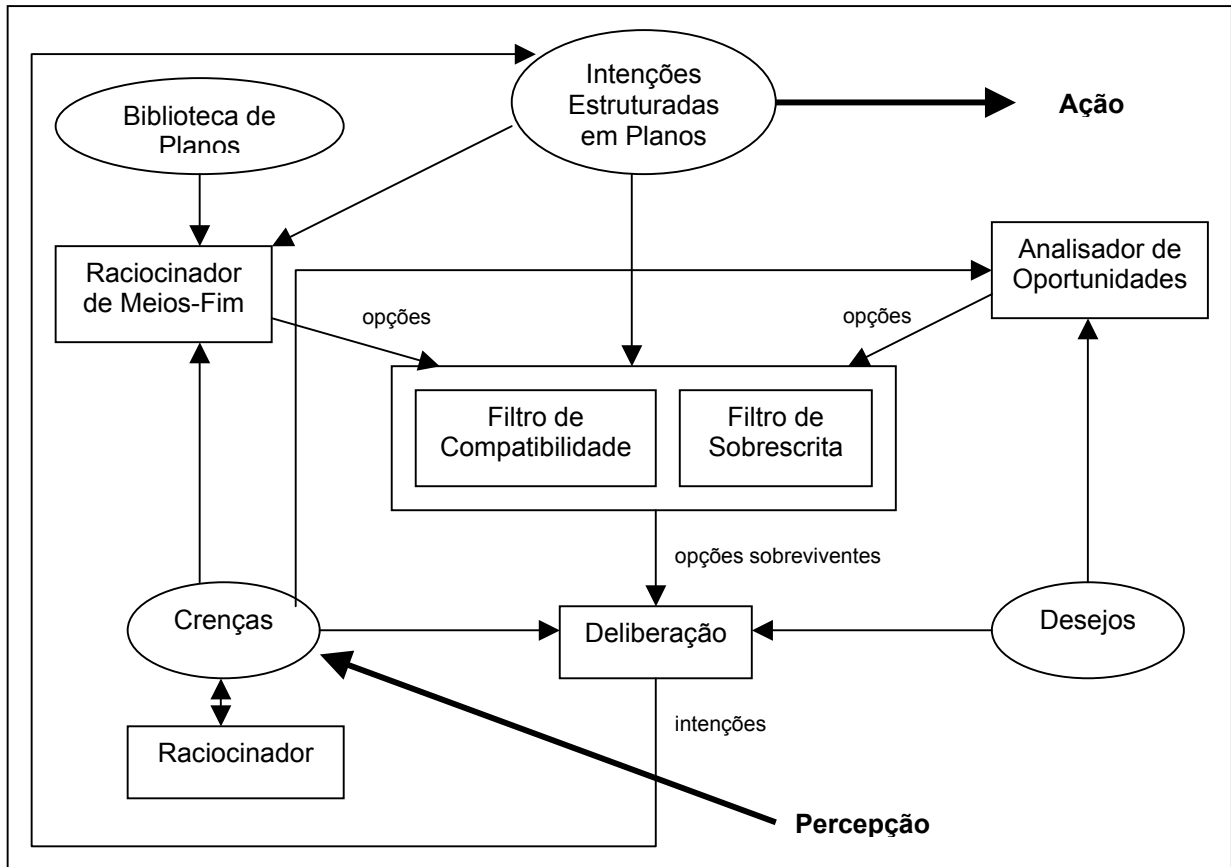 Intenções
Estruturadas
em Planos
Ação
Biblioteca de
Planos
Raciocinador
de Meios-Fim
Analisador de
Oportunidades
opções
opções
Filtro de
Compatibilidade
Filtro de
Sobrescrita
opções sobreviventes
Crenças
Deliberação
Desejos
intenções
Raciocinador
Percepção